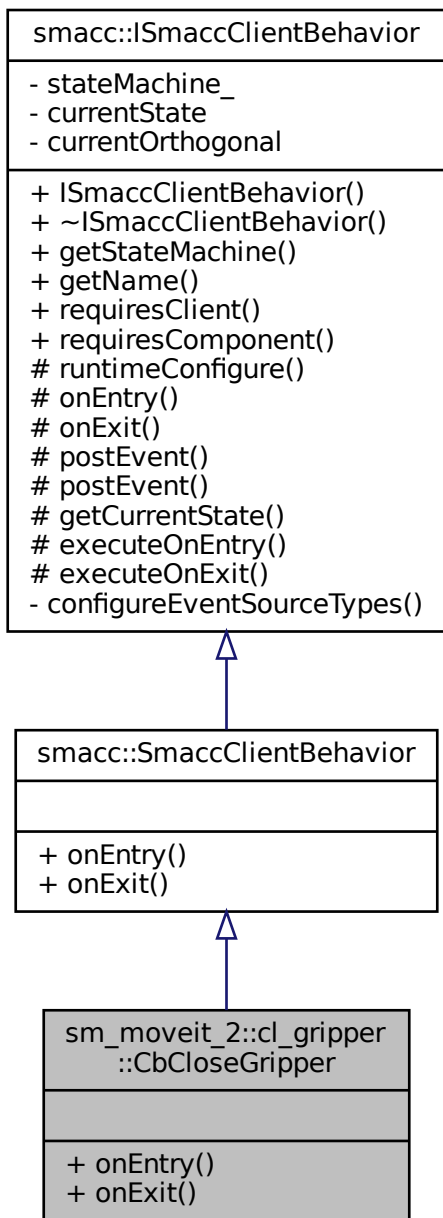 smacc::ISmaccClientBehavior
- stateMachine_
- currentState
- currentOrthogonal
+ ISmaccClientBehavior()
+ ~ISmaccClientBehavior()
+ getStateMachine()
+ getName()
+ requiresClient()
+ requiresComponent()
# runtimeConfigure()
# onEntry()
# onExit()
# postEvent()
# postEvent()
# getCurrentState()
# executeOnEntry()
# executeOnExit()
- configureEventSourceTypes()
smacc::SmaccClientBehavior
+ onEntry()
+ onExit()
sm_moveit_2::cl_gripper
::CbCloseGripper
+ onEntry()
+ onExit()